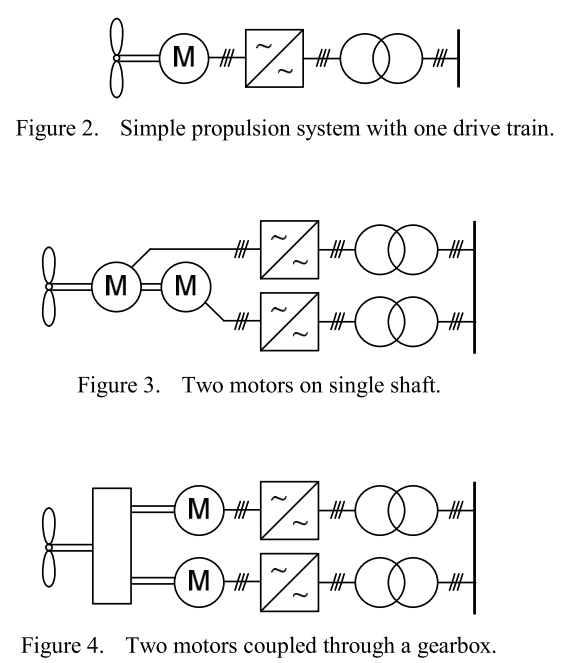 M
~
~
Figure 2. Simple propulsion system with one drive train.
~
~
M M
~
~
Figure 3. Two motors on single shaft.
M
~
~
M
~
~
Figure 4. Two motors coupled through a gearbox.